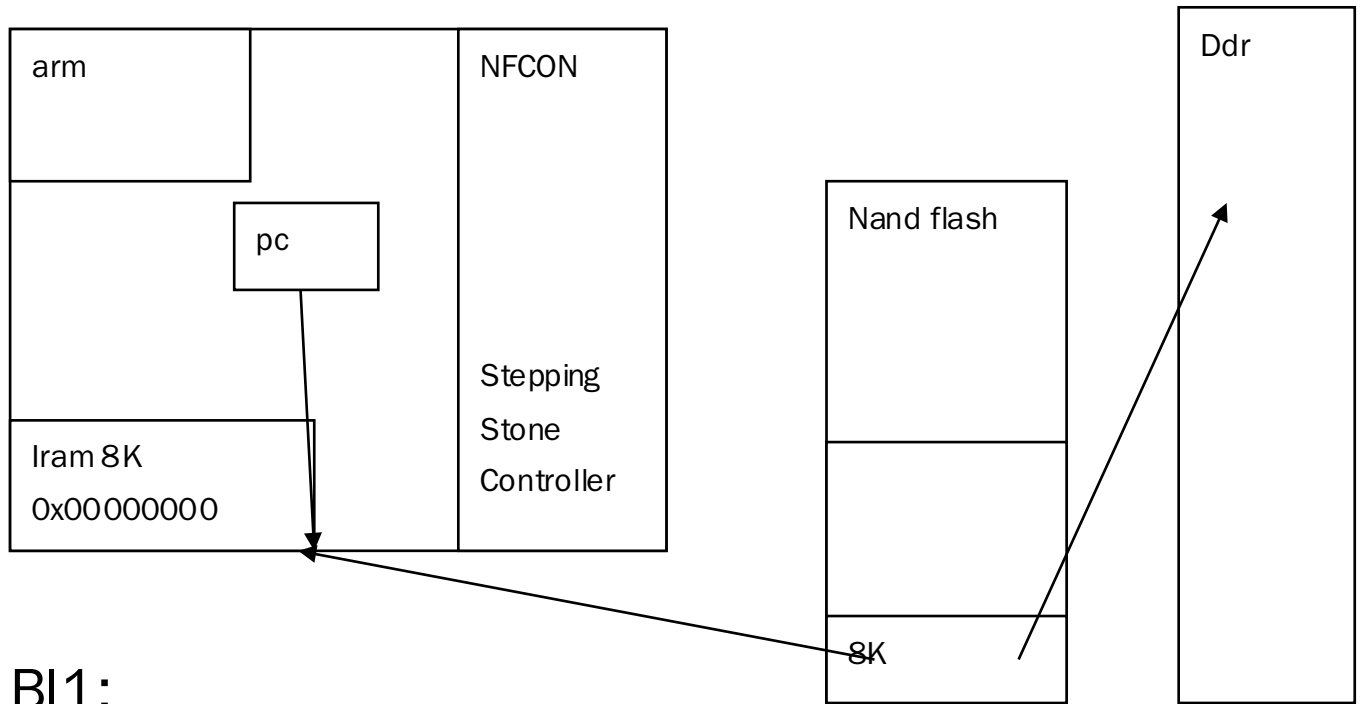 arm
NFCON
Ddr
pc
Nand flash
Stepping
Stone
Controller
Iram 8K
0x00000000
8K
Bl1: